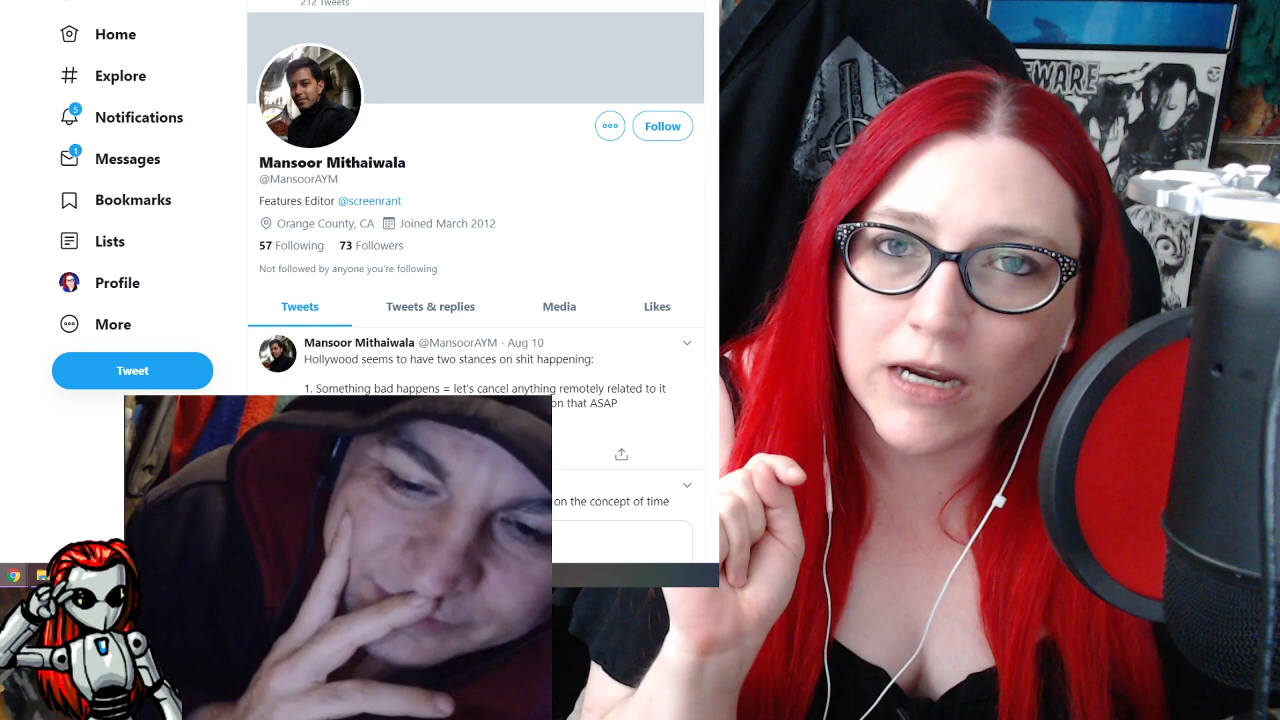 212 Tweets
Home
Explore
5
Notifications
1
Messages
Bookmarks
Lists
Profile
More
Tweet
Follow
Mansoor Mithaiwala
@MansoorAYM
Features Editor @screenrant
Orange County, CA Joined March 2012
57 Following 73 Followers
Not followed by anyone you're following
Tweets Tweets & replies Media Likes
Mansoor Mithaiwala @MansoorAYM · Aug 10
Hollywood seems to have two stances on shit happening:
1. Something bad happens = let's cancel anything remotely related to it
on that ASAP
on the concept of time
EWARE